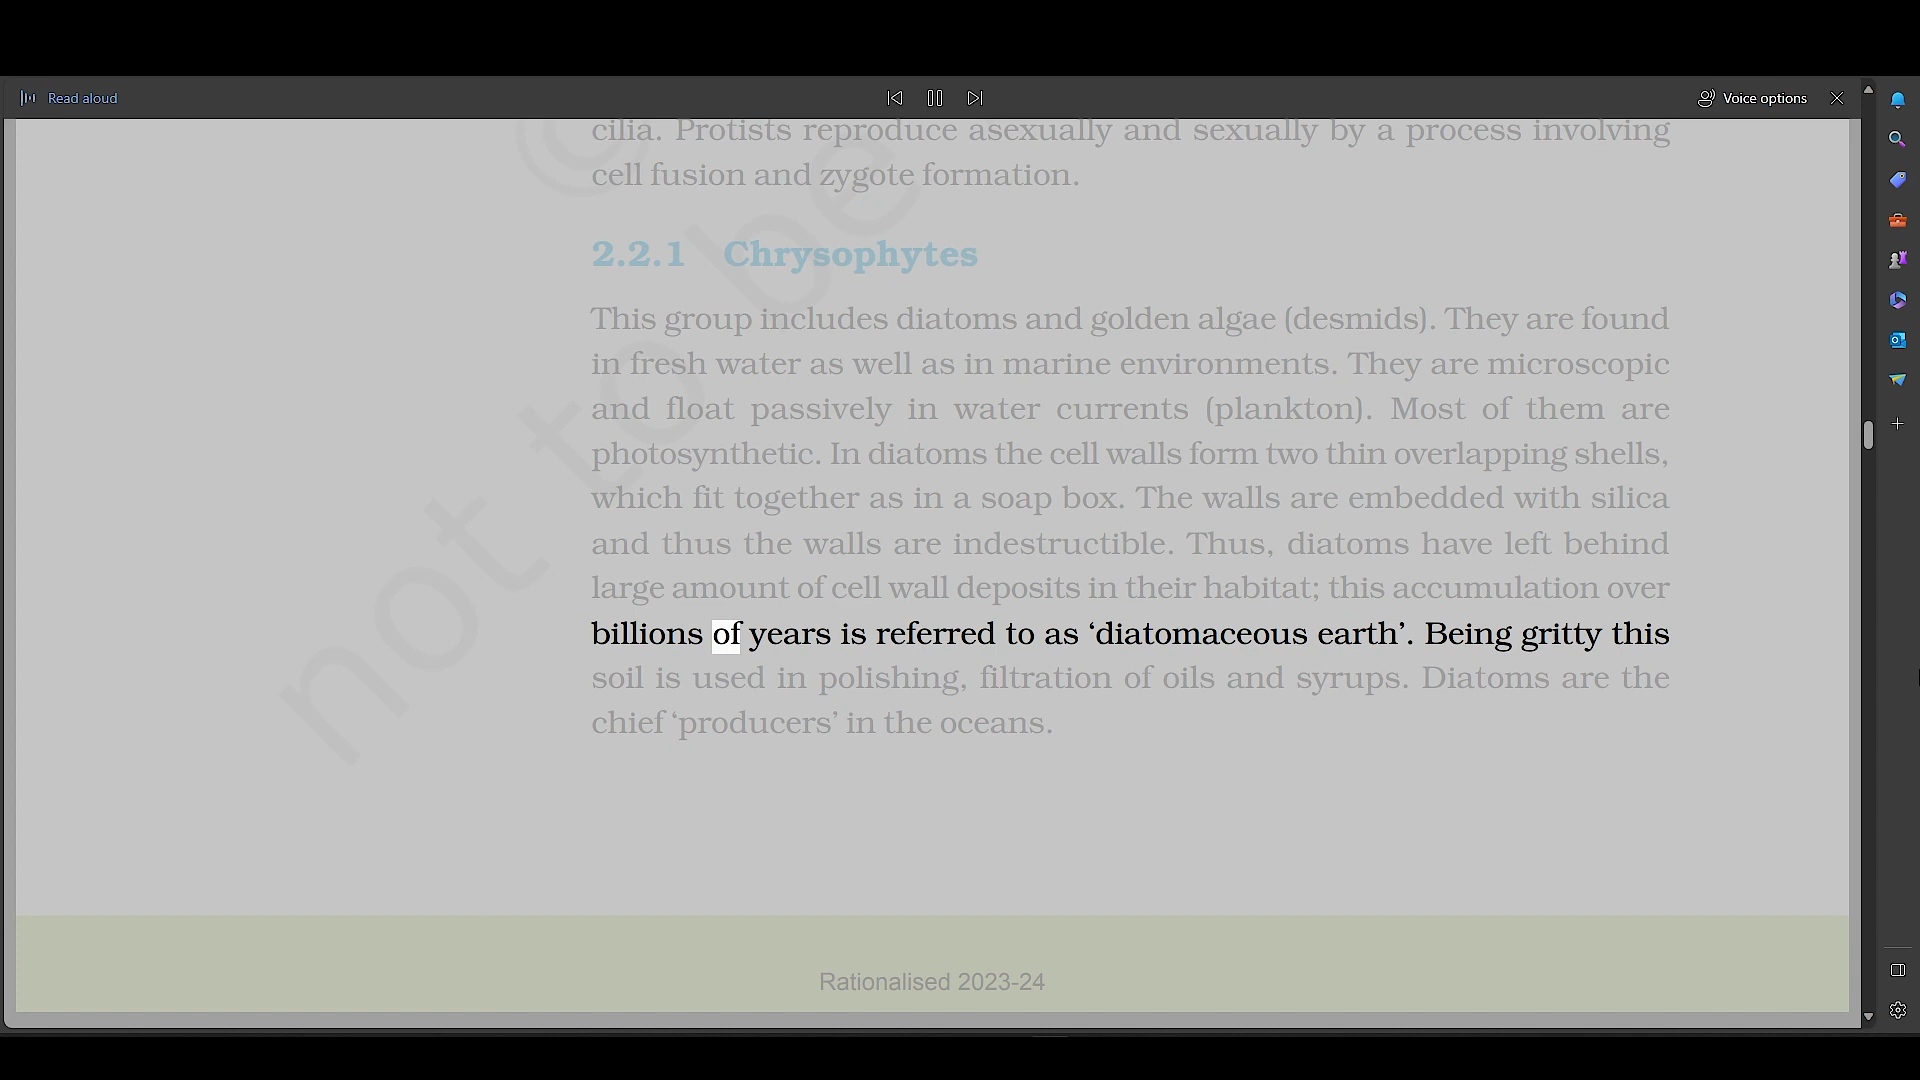 Read aloud
Voice options
cilia. Protists reproduce asexually and sexually by a process involving
cell fusion and zygote formation.
2.2.1 Chrysophytes
This group includes diatoms and golden algae (desmids). They are found
in fresh water as well as in marine environments. They are microscopic
and float passively in water currents (plankton). Most of them are
photosynthetic. In diatoms the cell walls form two thin overlapping shells,
which fit together as in a soap box. The walls are embedded with silica
and thus the walls are indestructible. Thus, diatoms have left behind
large amount of cell wall deposits in their habitat; this accumulation over
billions of years is referred to as ‘diatomaceous earth’. Being gritty this
soil is used in polishing, filtration of oils and syrups. Diatoms are the
chief ‘producers’ in the oceans.
© not to be
Rationalised 2023-24